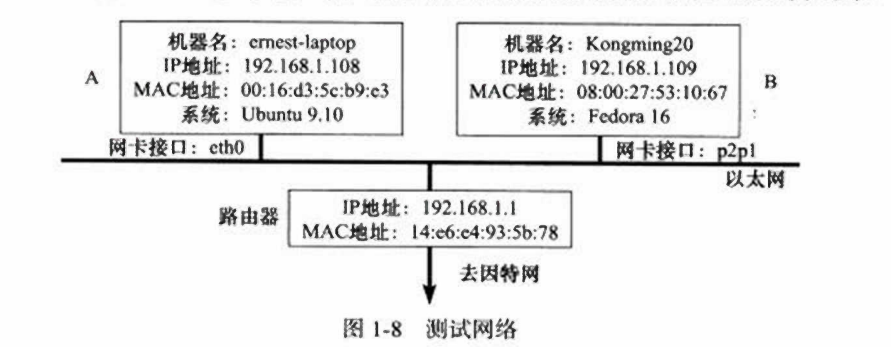 机器名：ernest-laptop
IP地址：192.168.1.108
MAC地址：00:16:d3:5c:b9:e3
系统：Ubuntu 9.10
A
机器名：Kongming20
IP地址：192.168.1.109
MAC地址：08:00:27:53:10:67
系统：Fedora 16
B
网卡接口：eth0
网卡接口：p2p1
以太网
路由器
IP地址：192.168.1.1
MAC地址：14:e6:e4:93:5b:78
去因特网
图 1-8 测试网络